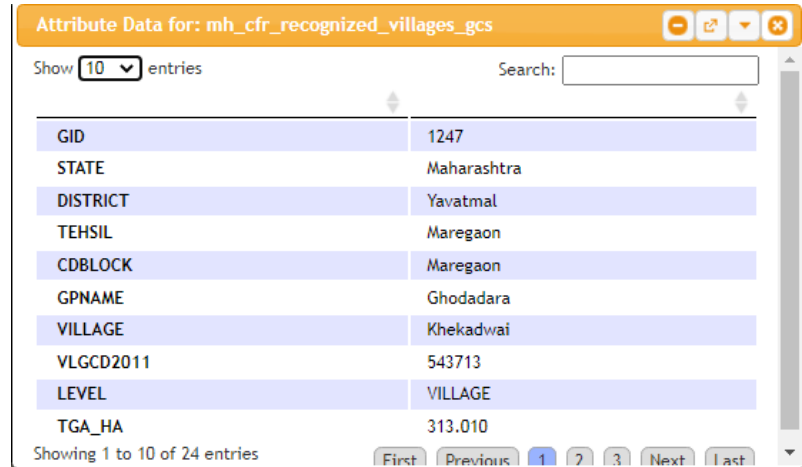 Attribute Data for: mh_cfr_recognized_villages_gcs
Show 10 entries Search:
GID 1247
STATE Maharashtra
DISTRICT Yavatmal
TEHSIL Maregaon
CDBLOCK Maregaon
GPNAME Ghodadara
VILLAGE Khekadwai
VLGCD2011 543713
LEVEL VILLAGE
TGA_HA 313.010
Showing 1 to 10 of 24 entries First Previous 1 2 3 Next Last